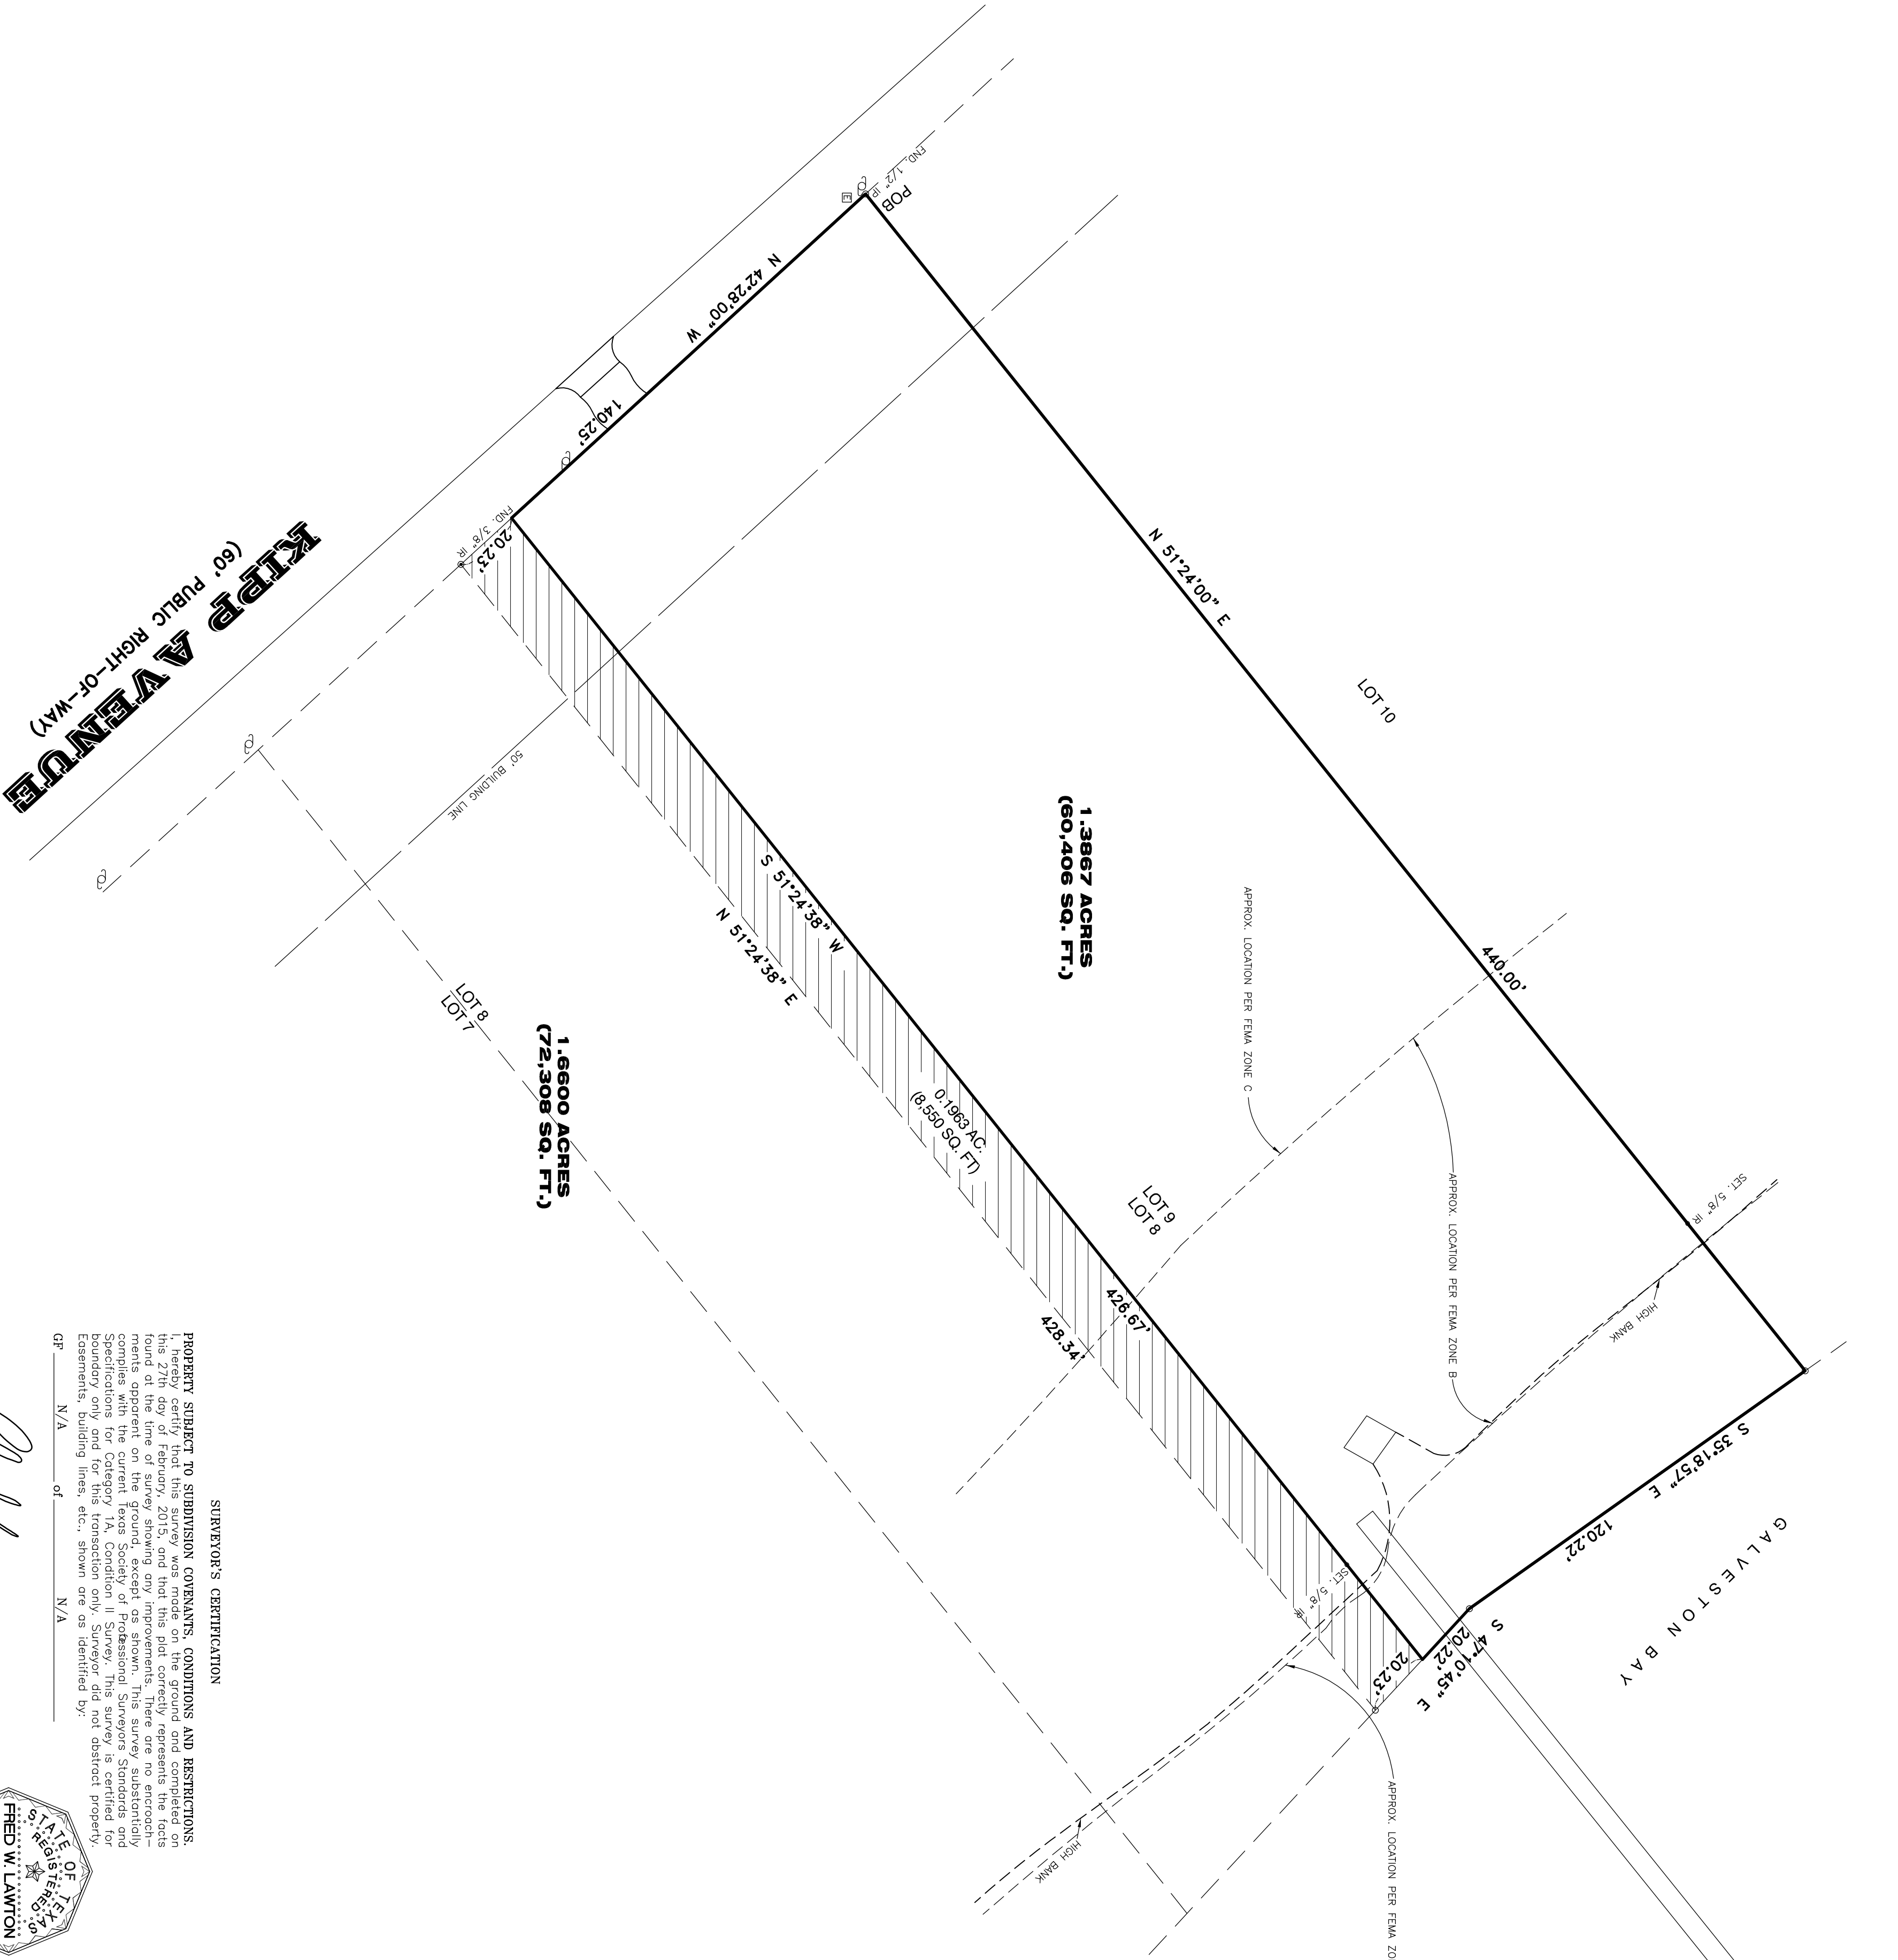 FND. 1/2" IP
POB
E
N 42°28'00" W
140.25'
FND. 3/8" IR
20.23'
KIPP AVENUE
(60' PUBLIC RIGHT-OF-WAY)
50' BUILDING LINE
N 51°24'00" E
440.00'
LOT 10
1.3867 ACRES
(60,406 SQ. FT.)
APPROX. LOCATION PER FEMA ZONE C
APPROX. LOCATION PER FEMA ZONE B
SET. 5/8" IR
HIGH BANK
S 35°18'57" E
120.22'
GALVESTON BAY
S 47°10'45" E
20.22'
20.23'
SET. 5/8" IR
APPROX. LOCATION PER FEMA ZO
HIGH BANK
LOT 9
LOT 8
426.67'
428.34'
S 51°24'38" W
N 51°24'38" E
0.1963 AC.
(8,550 SQ. FT)
LOT 8
LOT 7
1.6600 ACRES
(72,308 SQ. FT.)
SURVEYOR'S CERTIFICATION
PROPERTY SUBJECT TO SUBDIVISION COVENANTS, CONDITIONS AND RESTRICTIONS.
I, hereby certify that this survey was made on the ground and completed on
this 27th day of February, 2015, and that this plat correctly represents the facts
found at the time of survey showing any improvements. There are no encroach-
ments apparent on the ground, except as shown. This survey substantially
complies with the current Texas Society of Professional Surveyors Standards and
Specifications for Category 1A, Condition II Survey. This survey is certified for
boundary only and for this transaction only. Surveyor did not abstract property.
Easements, building lines, etc., shown are as identified by:
GF N/A of N/A
STATE OF TEXAS
REGISTERED
FRED W. LAWTON